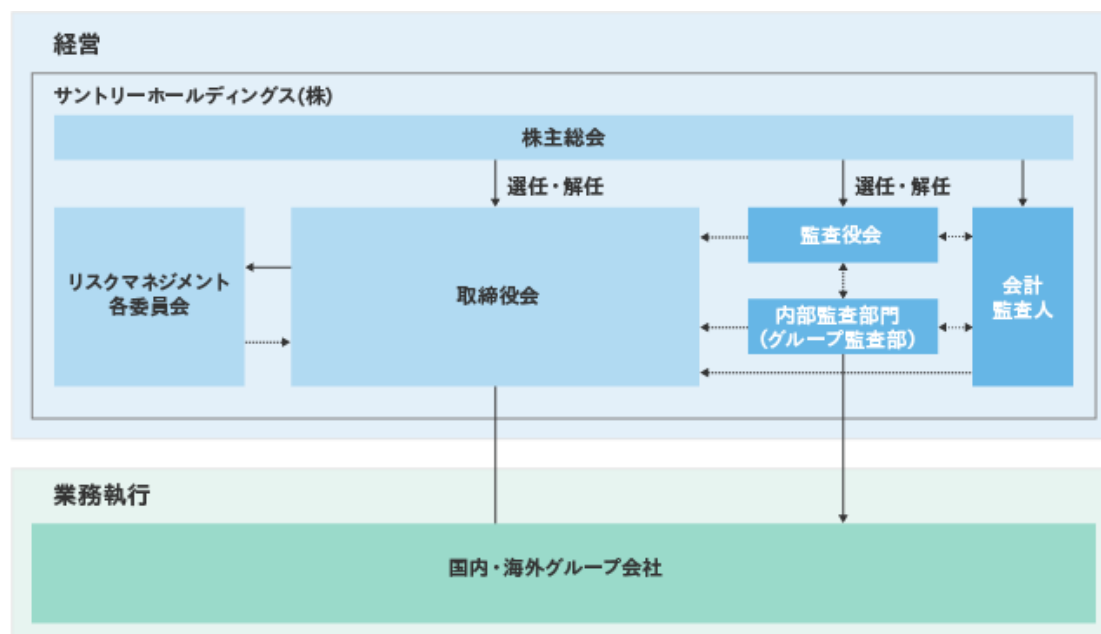 経営
サントリーホールディングス(株)
株主総会
選任・解任
選任・解任
リスクマネジメント
各委員会
取締役会
監査役会
内部監査部門
（グループ監査部）
会計
監査人
業務執行
国内・海外グループ会社